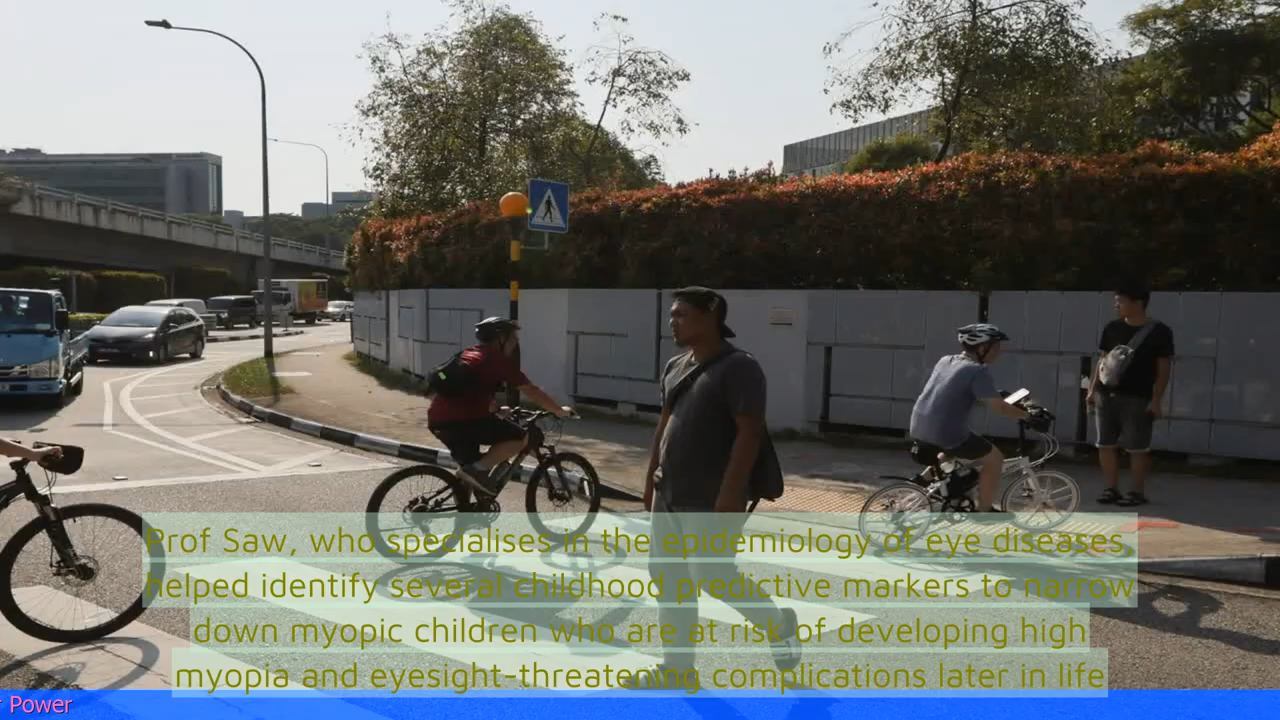 Prof Saw, who specialises in the epidemiology of eye diseases,
helped identify several childhood predictive markers to narrow
down myopic children who are at risk of developing high
myopia and eyesight-threatening complications later in life
Power